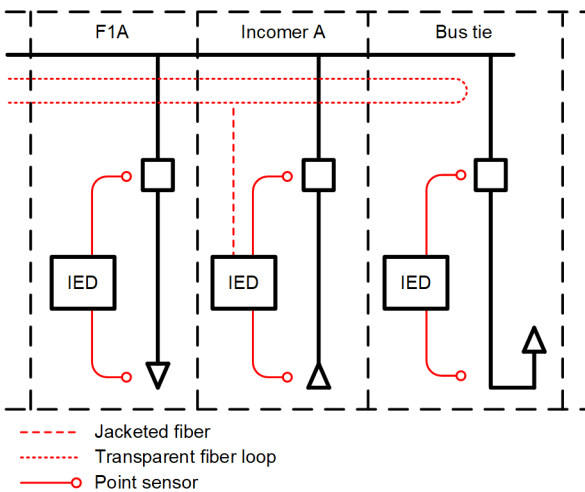 F1A Incomer A Bus tie
IED IED IED
Jacketed fiber
Transparent fiber loop
Point sensor